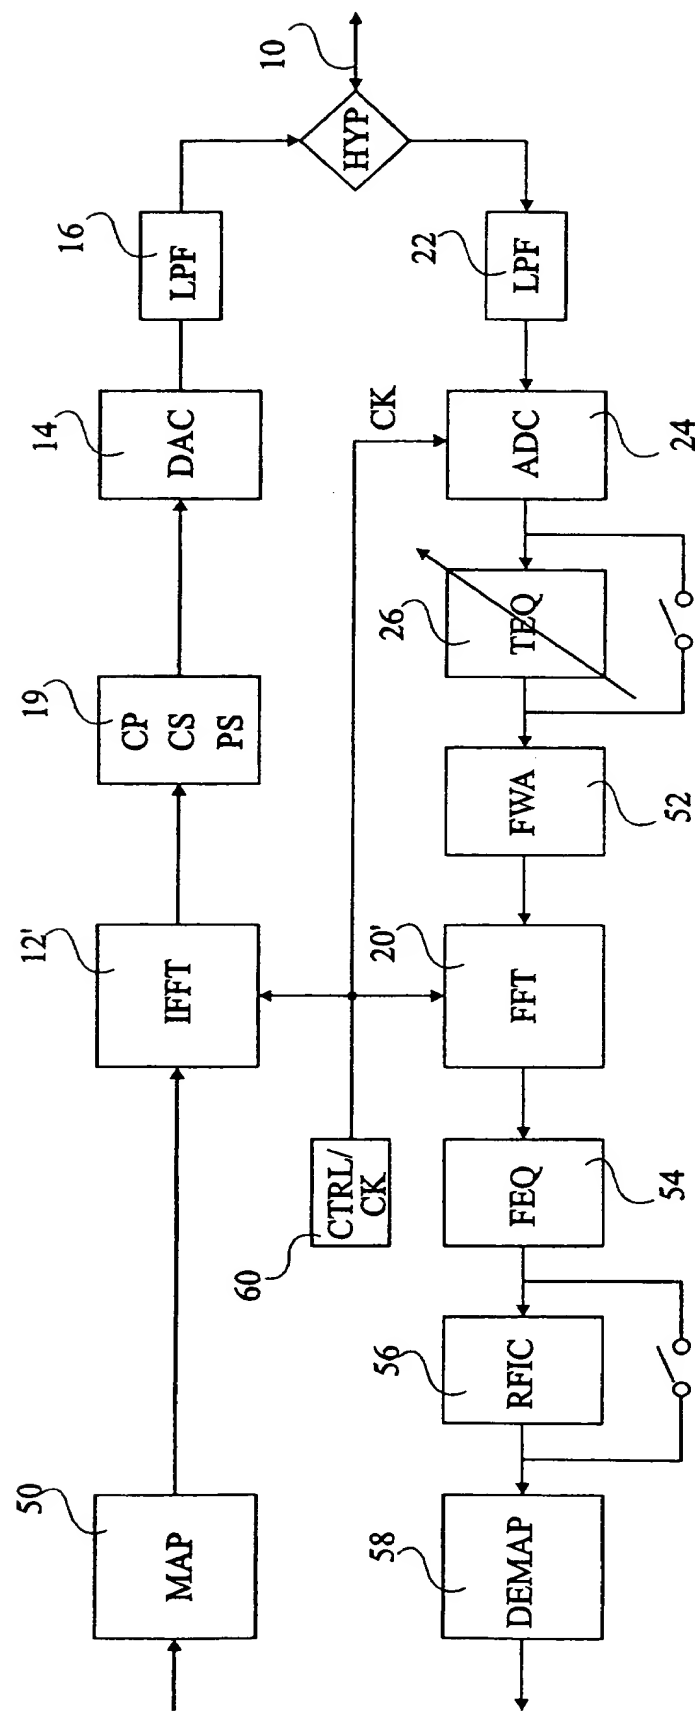 50
MAP
12'
IFFT
19
CP
CS
PS
14
DAC
16
LPF
10
HYP
60
CTRL/
CK
CK
58
DEMAP
56
RFIC
FEQ
54
20'
FFT
FWA
52
26
TEQ
ADC
24
22
LPF